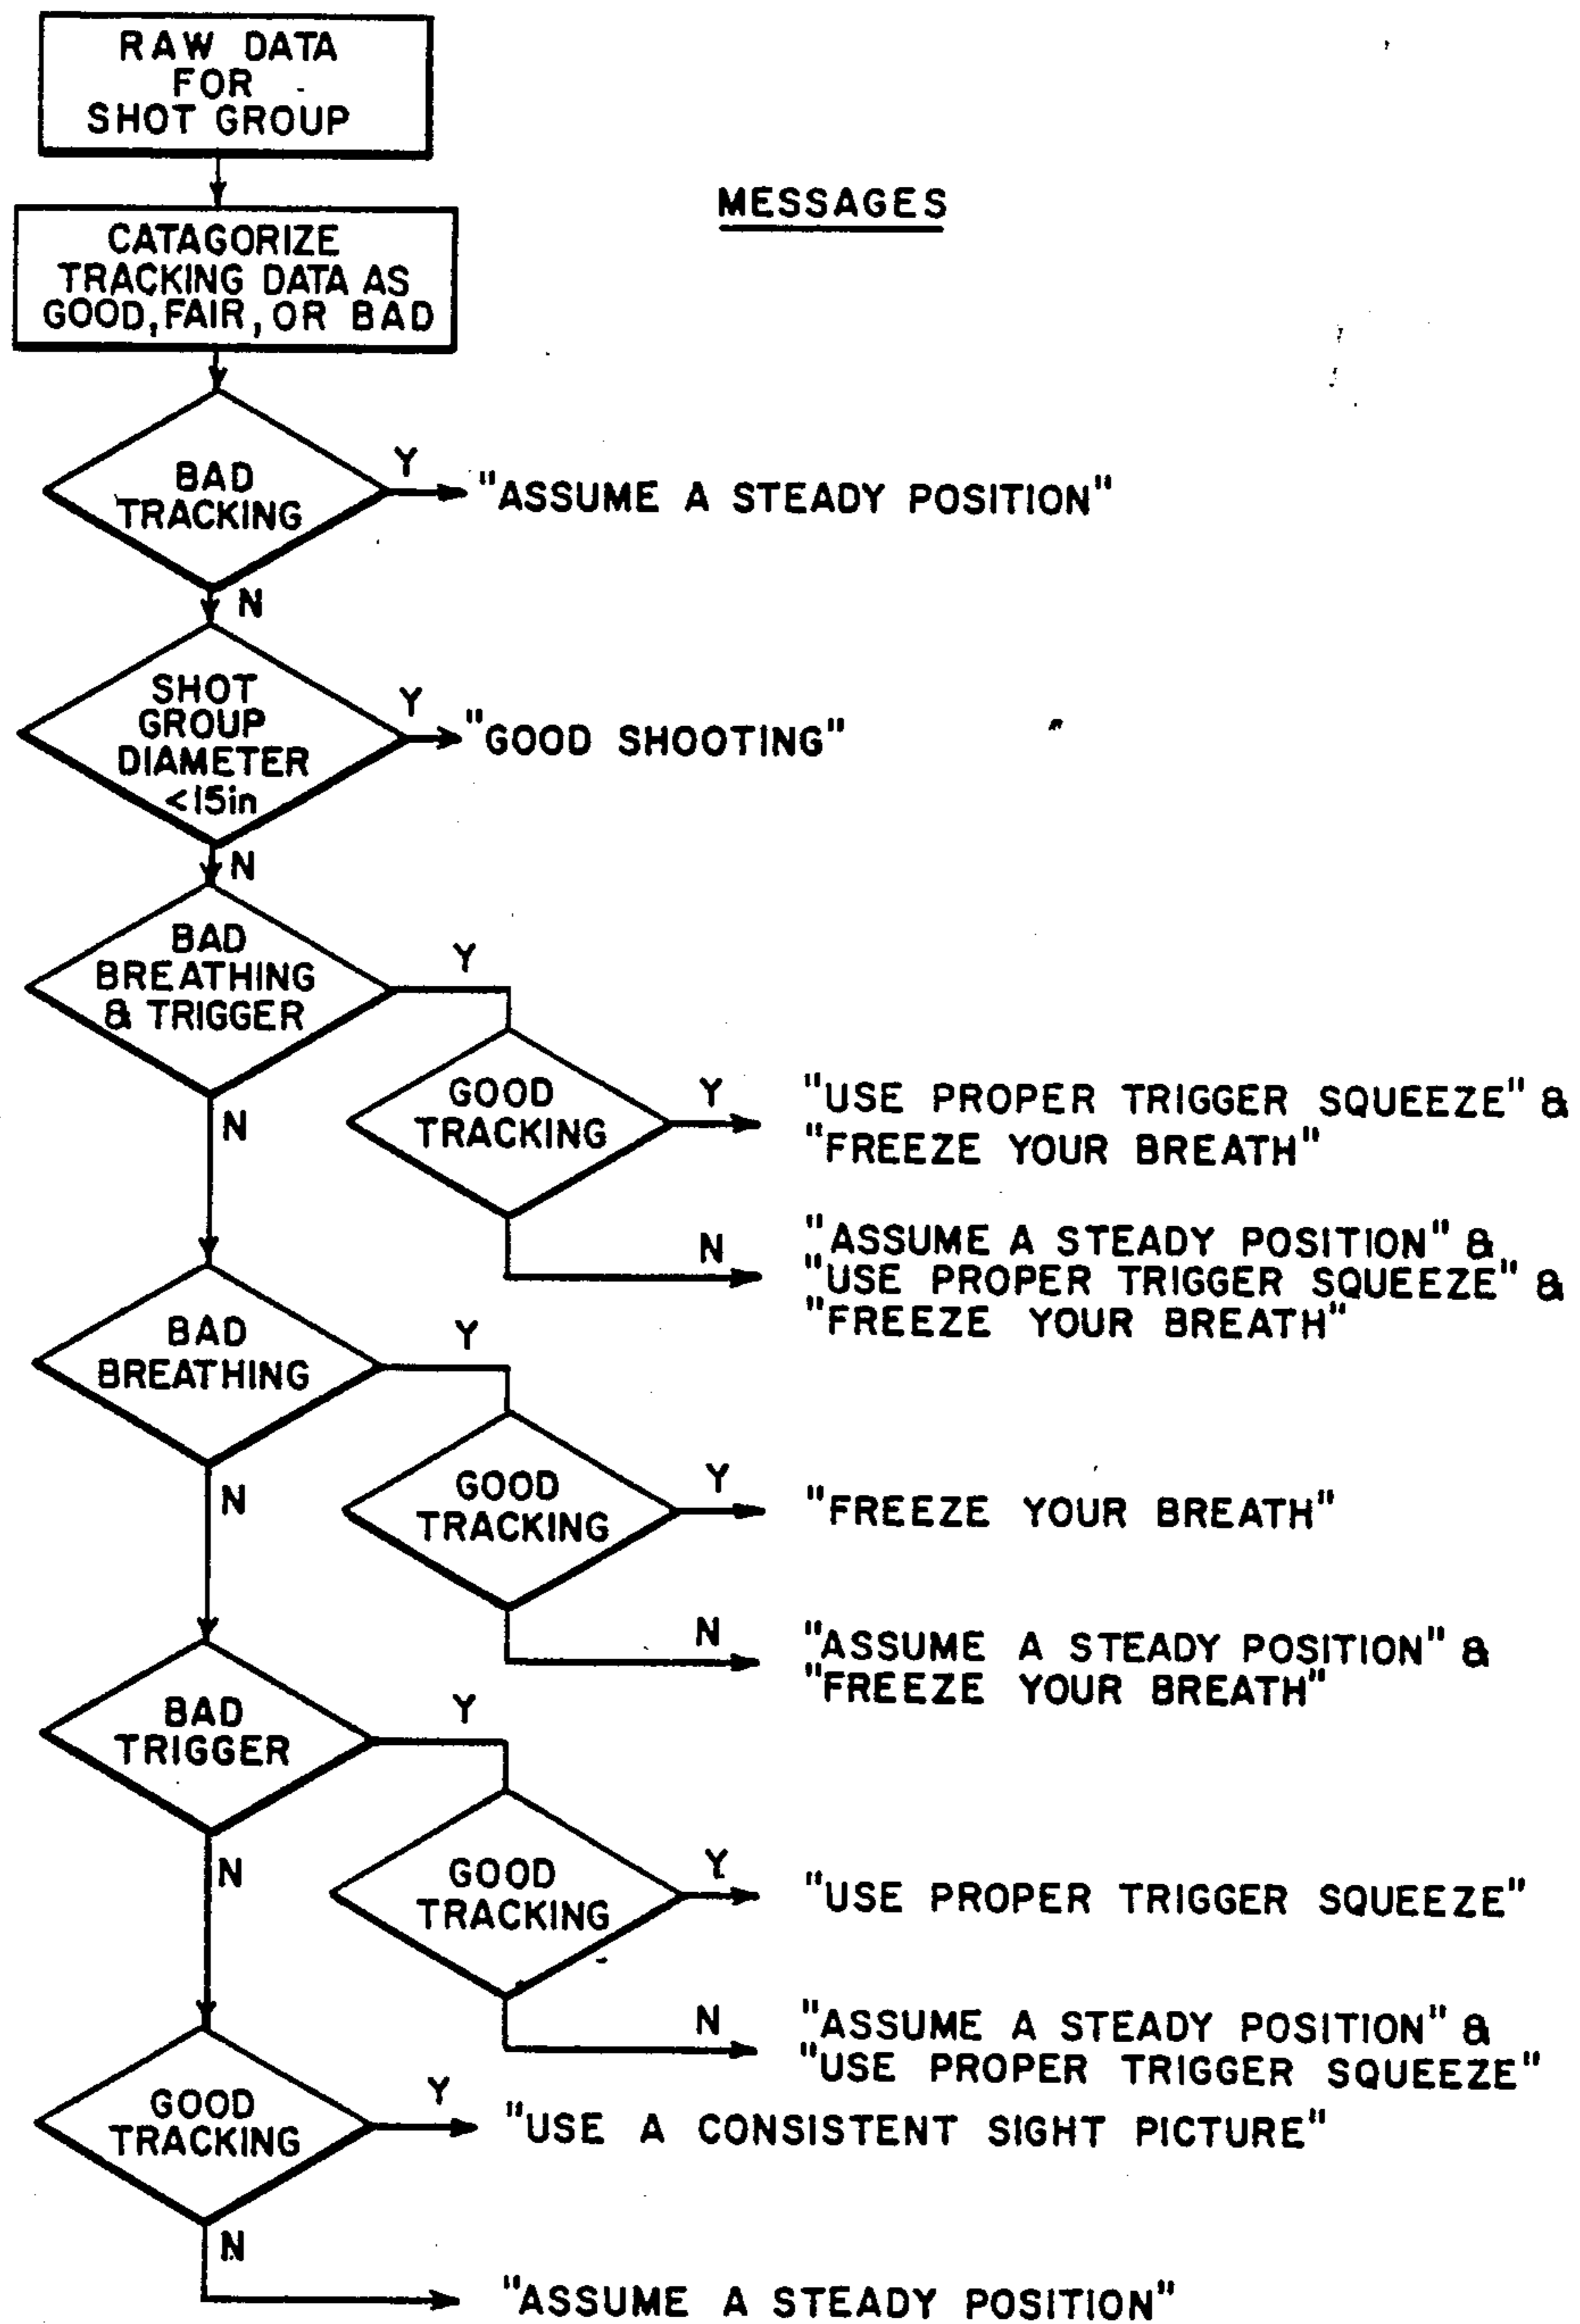 RAW DATA
FOR
SHOT GROUP
MESSAGES
CATAGORIZE
TRACKING DATA AS
GOOD, FAIR, OR BAD
BAD
TRACKING
Y
"ASSUME A STEADY POSITION"
N
SHOT
GROUP
DIAMETER
<15in
Y
"GOOD SHOOTING"
N
BAD
BREATHING
& TRIGGER
Y
GOOD
TRACKING
Y
"USE PROPER TRIGGER SQUEEZE" &
"FREEZE YOUR BREATH"
N
"ASSUME A STEADY POSITION" &
"USE PROPER TRIGGER SQUEEZE" &
"FREEZE YOUR BREATH"
N
BAD
BREATHING
Y
GOOD
TRACKING
Y
"FREEZE YOUR BREATH"
N
"ASSUME A STEADY POSITION" &
"FREEZE YOUR BREATH"
N
BAD
TRIGGER
Y
GOOD
TRACKING
Y
"USE PROPER TRIGGER SQUEEZE"
N
"ASSUME A STEADY POSITION" &
"USE PROPER TRIGGER SQUEEZE"
N
GOOD
TRACKING
Y
"USE A CONSISTENT SIGHT PICTURE"
N
"ASSUME A STEADY POSITION"